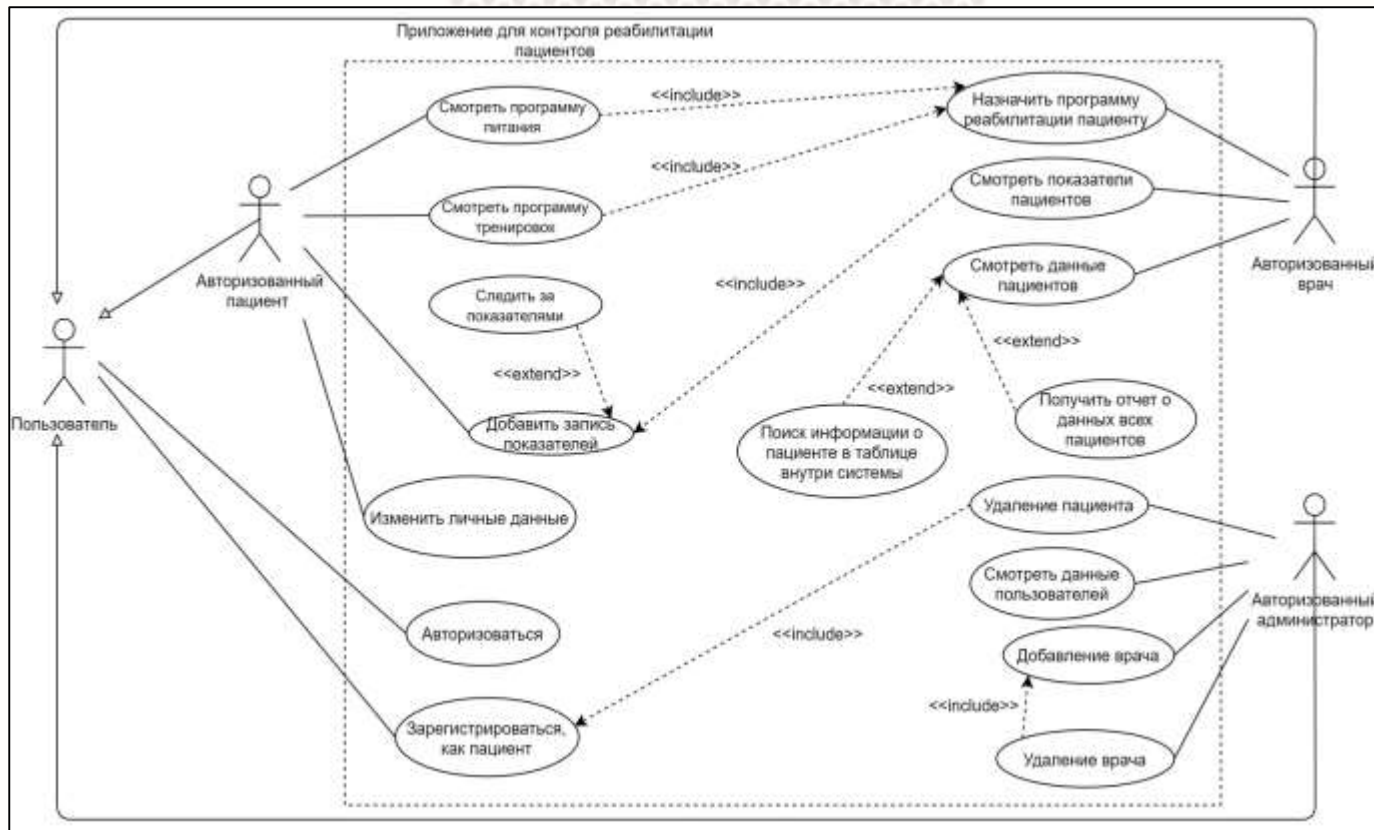 Приложение для контроля реабилитации
пациентов
Смотреть программу
питания
<<include>>
Назначить программу
реабилитации пациенту
<<include>>
Смотреть программу
тренировок
Смотреть показатели
пациентов
Авторизованный
пациент
Следить за
показателями
<<include>>
Смотреть данные
пациентов
Авторизованный
врач
<<extend>>
<<extend>>
<<extend>>
Пользователь
Добавить запись
показателей
Поиск информации о
пациенте в таблице
внутри системы
Получить отчет о
данных всех
пациентов
Изменить личные данные
Удаление пациента
Смотреть данные
пользователей
Авторизованный
администратор
Авторизоваться
<<include>>
Добавление врача
<<include>>
Зарегистрироваться,
как пациент
Удаление врача